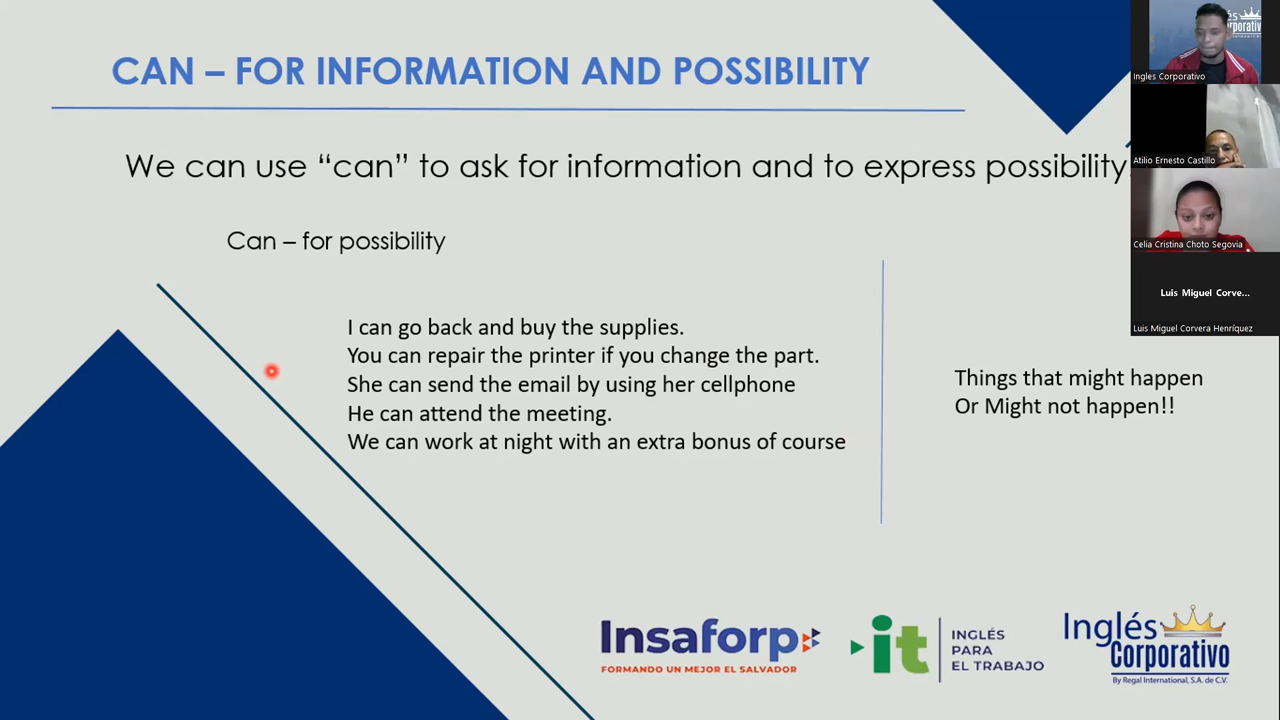 CAN – FOR INFORMATION AND POSSIBILITY
We can use “can” to ask for information and to express possibility.
Can – for possibility
I can go back and buy the supplies.
You can repair the printer if you change the part.
She can send the email by using her cellphone
He can attend the meeting.
We can work at night with an extra bonus of course
Things that might happen
Or Might not happen!!
Ingles Corporativo
Atilio Ernesto Castillo
Celia Cristina Choto Segovia
Luis Miguel Corve...
Luis Miguel Corvera Henríquez
Insaforp
FORMANDO UN MEJOR EL SALVADOR
it
INGLÉS
PARA
EL TRABAJO
Inglés
Corporativo
By Regal International, S.A. de C.V.